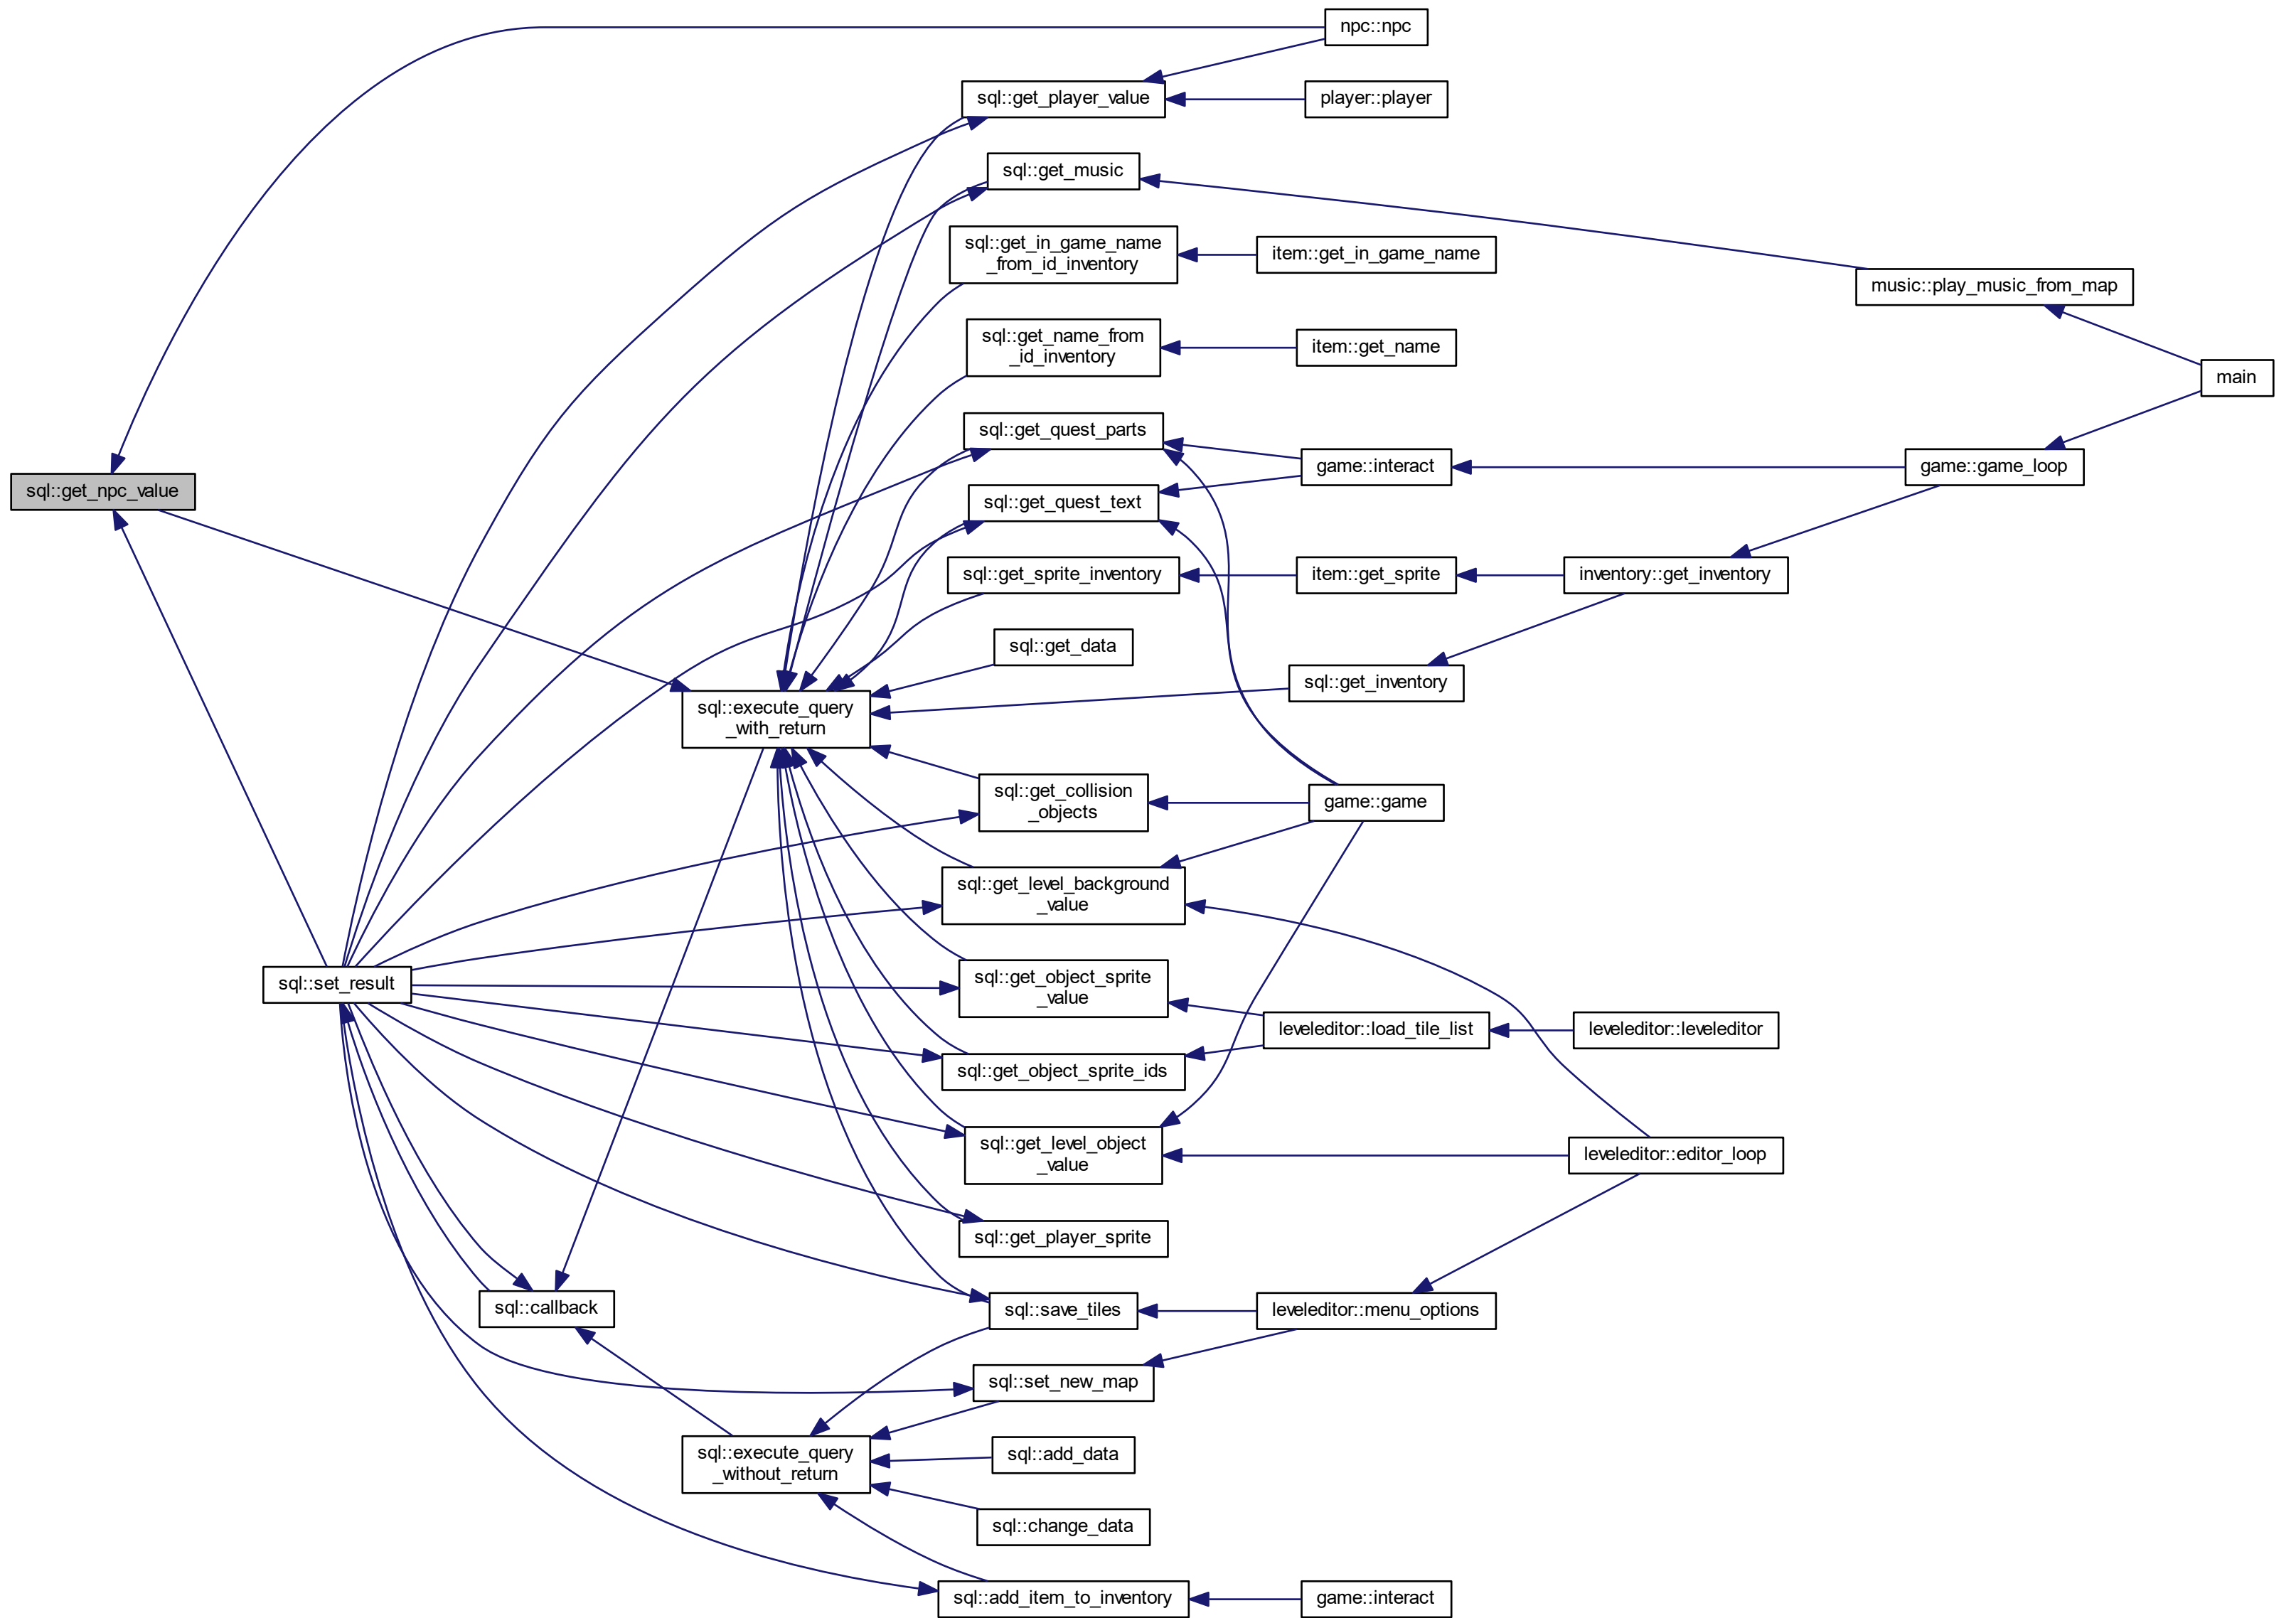 npc::npc
sql::get_player_value
player::player
sql::get_music
sql::get_in_game_name
_from_id_inventory
item::get_in_game_name
music::play_music_from_map
sql::get_name_from
_id_inventory
item::get_name
main
sql::get_quest_parts
game::interact
game::game_loop
sql::get_npc_value
sql::get_quest_text
sql::get_sprite_inventory
item::get_sprite
inventory::get_inventory
sql::get_data
sql::get_inventory
sql::execute_query
_with_return
sql::get_collision
_objects
game::game
sql::get_level_background
_value
sql::set_result
sql::get_object_sprite
_value
leveleditor::load_tile_list
leveleditor::leveleditor
sql::get_object_sprite_ids
sql::get_level_object
_value
leveleditor::editor_loop
sql::get_player_sprite
sql::callback
sql::save_tiles
leveleditor::menu_options
sql::set_new_map
sql::execute_query
_without_return
sql::add_data
sql::change_data
sql::add_item_to_inventory
game::interact